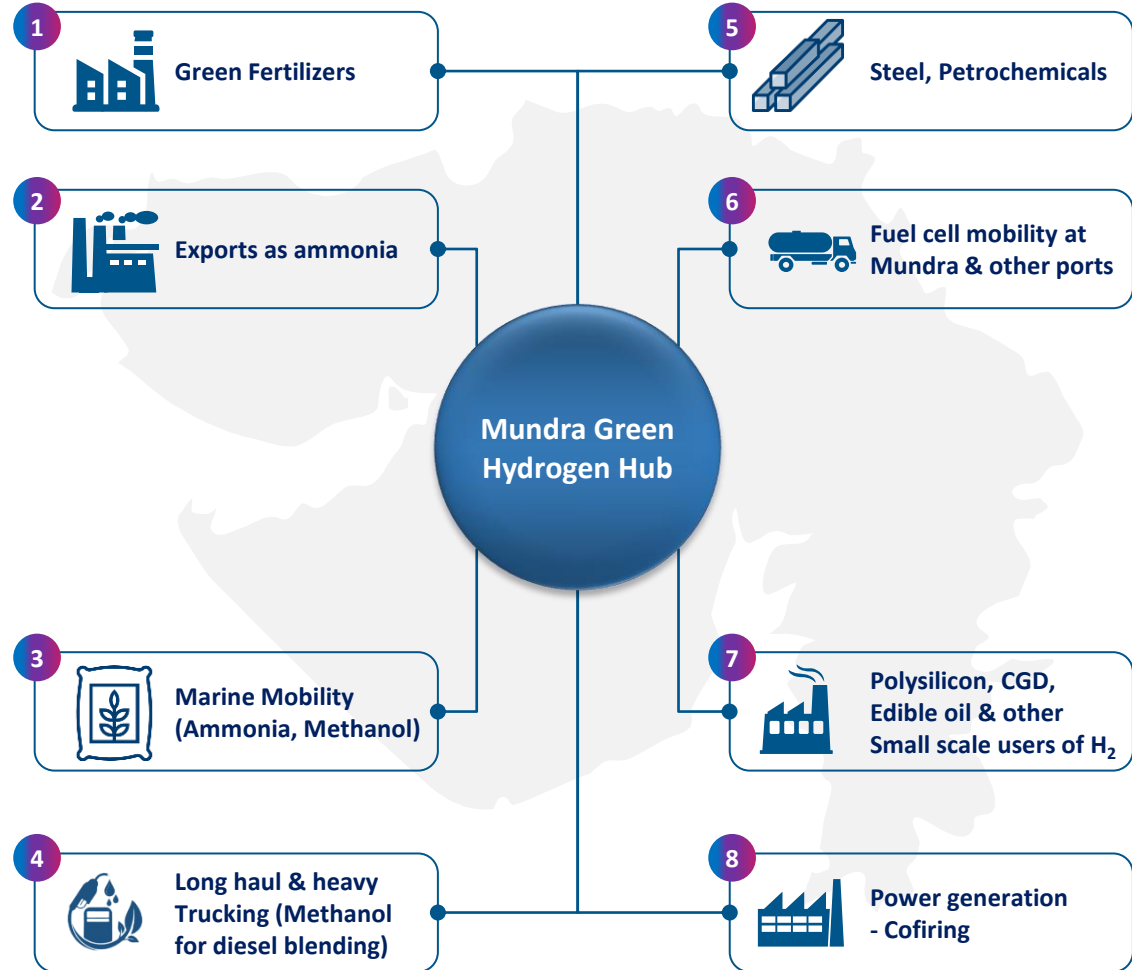 1
Green Fertilizers
2
Exports as ammonia
Mundra Green
Hydrogen Hub
3
Marine Mobility
(Ammonia, Methanol)
4
Long haul & heavy
Trucking (Methanol
for diesel blending)
5
Steel, Petrochemicals
6
Fuel cell mobility at
Mundra & other ports
7
Polysilicon, CGD,
Edible oil & other
Small scale users of H₂
8
Power generation
- Cofiring